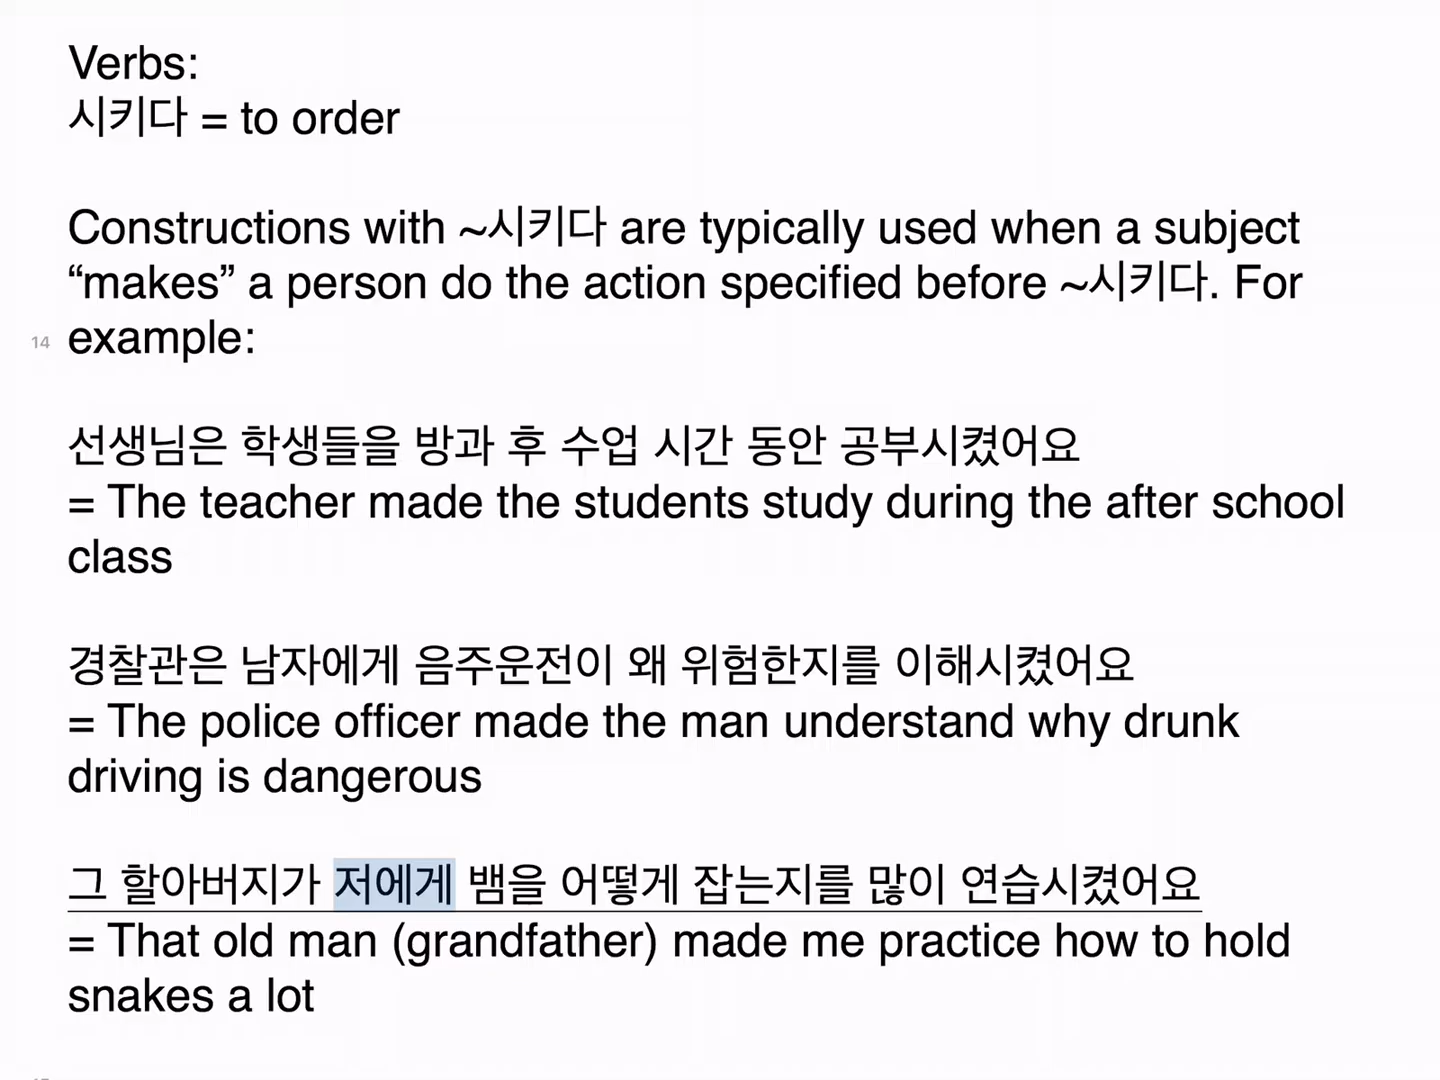 Verbs:
시키다 = to order
Constructions with ~시키다 are typically used when a subject
“makes” a person do the action specified before ~시키다. For
14 example:
선생님은 학생들을 방과 후 수업 시간 동안 공부시켰어요
= The teacher made the students study during the after school
class
경찰관은 남자에게 음주운전이 왜 위험한지를 이해시켰어요
= The police officer made the man understand why drunk
driving is dangerous
그 할아버지가 저에게 뱀을 어떻게 잡는지를 많이 연습시켰어요
= That old man (grandfather) made me practice how to hold
snakes a lot